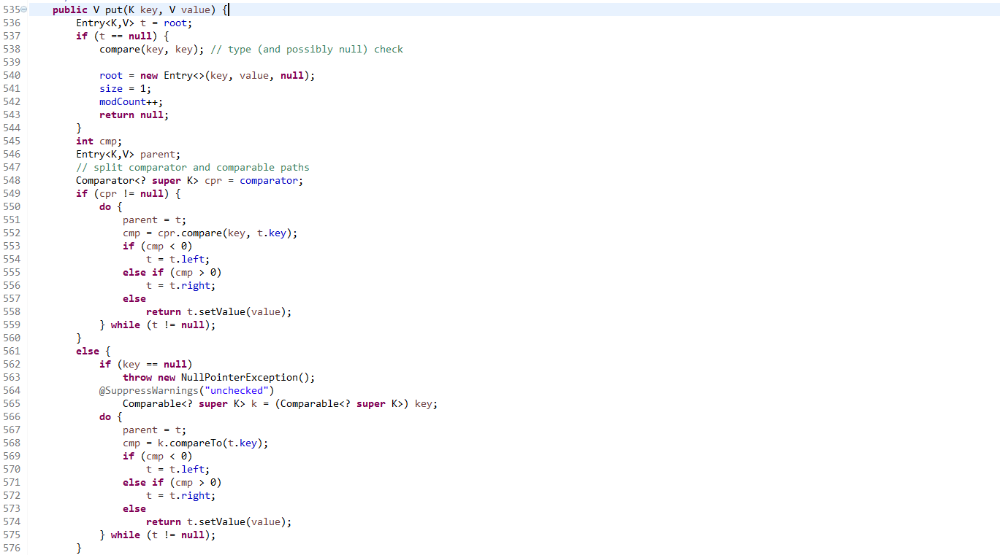 535 public V put(K key, V value) {
536 Entry<K,V> t = root;
537 if (t == null) {
538 compare(key, key); // type (and possibly null) check
539
540 root = new Entry<>(key, value, null);
541 size = 1;
542 modCount++;
543 return null;
544 }
545 int cmp;
546 Entry<K,V> parent;
547 // split comparator and comparable paths
548 Comparator<? super K> cpr = comparator;
549 if (cpr != null) {
550 do {
551 parent = t;
552 cmp = cpr.compare(key, t.key);
553 if (cmp < 0)
554 t = t.left;
555 else if (cmp > 0)
556 t = t.right;
557 else
558 return t.setValue(value);
559 } while (t != null);
560 }
561 else {
562 if (key == null)
563 throw new NullPointerException();
564 @SuppressWarnings("unchecked")
565 Comparable<? super K> k = (Comparable<? super K>) key;
566 do {
567 parent = t;
568 cmp = k.compareTo(t.key);
569 if (cmp < 0)
570 t = t.left;
571 else if (cmp > 0)
572 t = t.right;
573 else
574 return t.setValue(value);
575 } while (t != null);
576 }